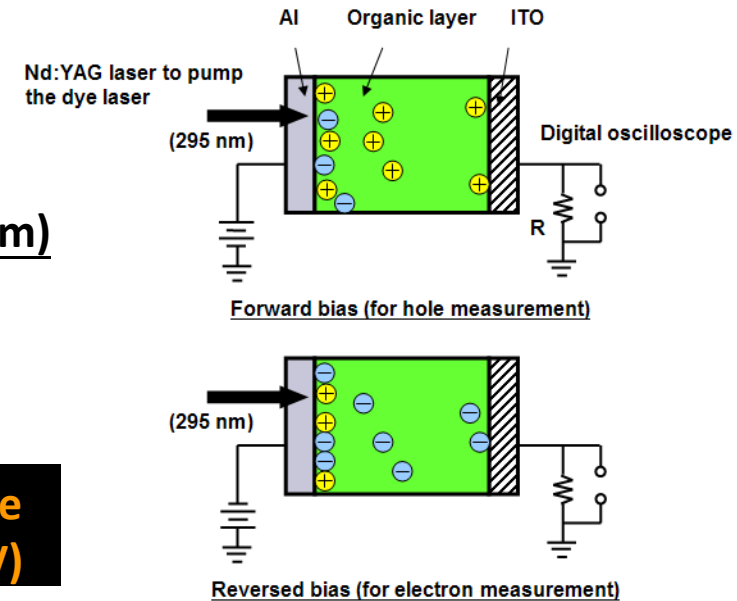 Al Organic layer ITO
Nd:YAG laser to pump
the dye laser
(295 nm)
Digital oscilloscope
m)
R
Forward bias (for hole measurement)
(295 nm)
e
)
Reversed bias (for electron measurement)